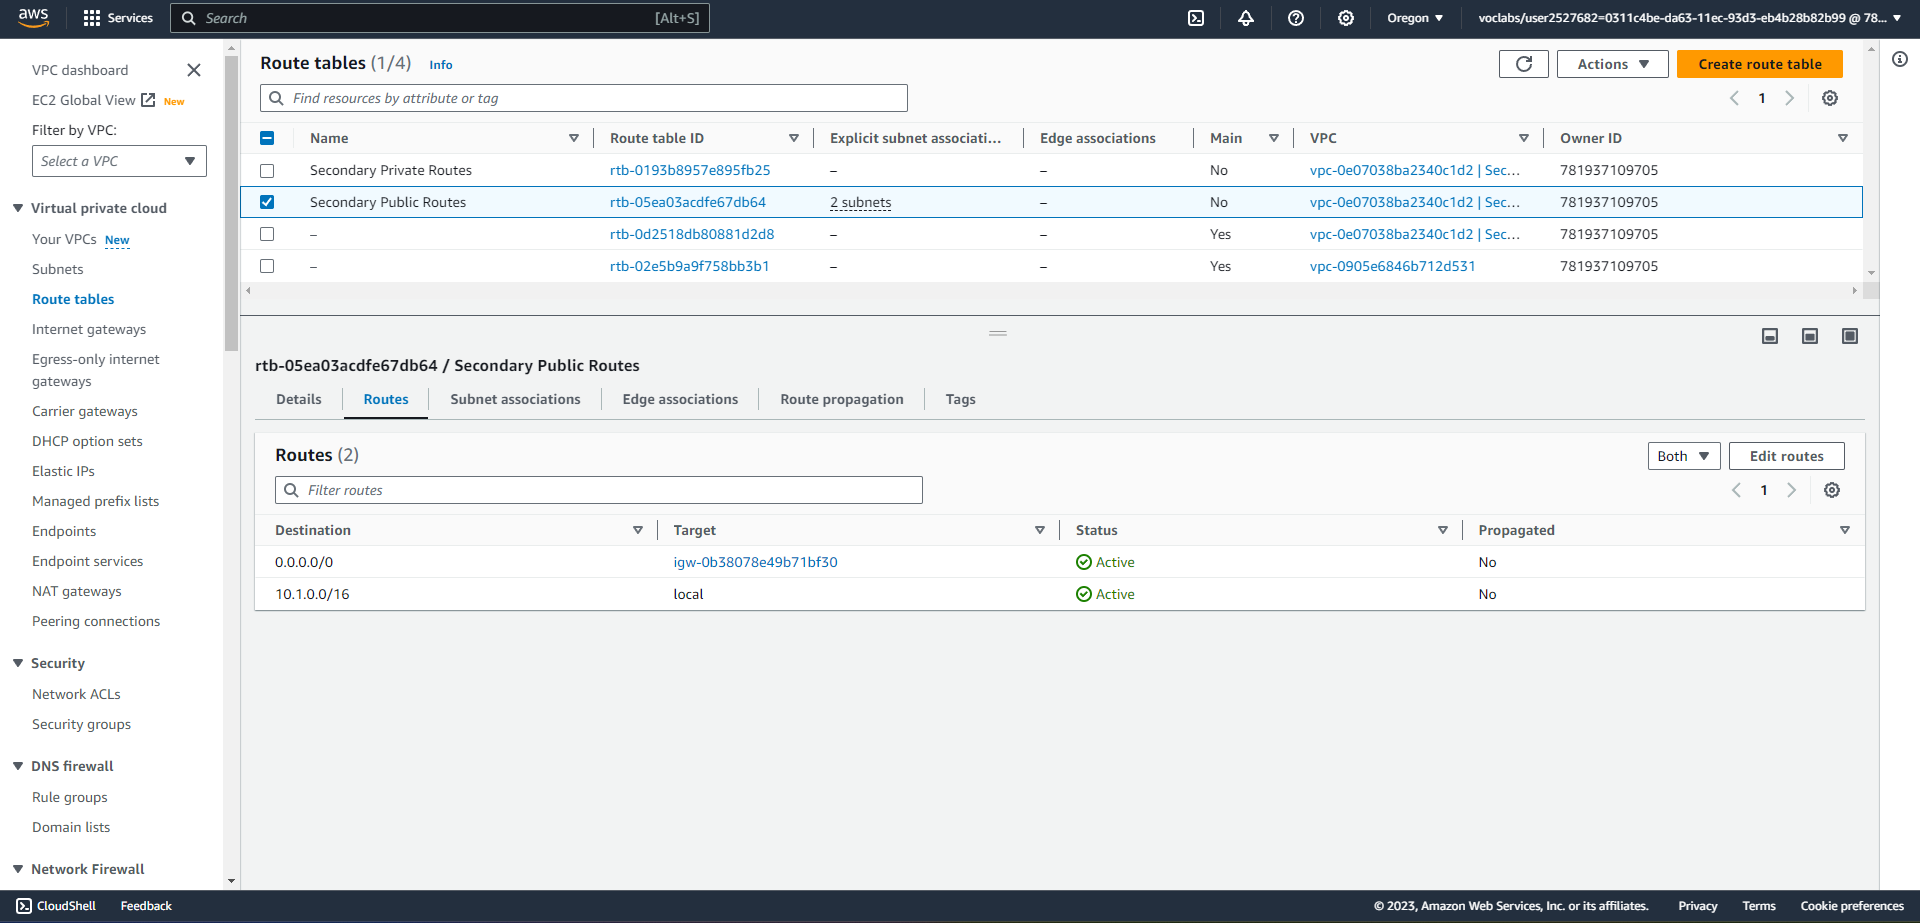 aws Services Search [Alt+S] Oregon voclabs/user2527682=0311c4be-da63-11ec-93d3-eb4b28b82b99 @ 78...
VPC dashboard
EC2 Global View New
Filter by VPC:
Select a VPC
Virtual private cloud
Your VPCs New
Subnets
Route tables
Internet gateways
Egress-only internet
gateways
Carrier gateways
DHCP option sets
Elastic IPs
Managed prefix lists
Endpoints
Endpoint services
NAT gateways
Peering connections
Security
Network ACLs
Security groups
DNS firewall
Rule groups
Domain lists
Network Firewall
Route tables (1/4) Info Actions Create route table
Find resources by attribute or tag 1
Name Route table ID Explicit subnet associati... Edge associations Main VPC Owner ID
Secondary Private Routes rtb-0193b8957e895fb25 – – No vpc-0e07038ba2340c1d2 | Sec... 781937109705
Secondary Public Routes rtb-05ea03acdfe67db64 2 subnets – No vpc-0e07038ba2340c1d2 | Sec... 781937109705
– rtb-0d2518db80881d2d8 – – Yes vpc-0e07038ba2340c1d2 | Sec... 781937109705
– rtb-02e5b9a9f758bb3b1 – – Yes vpc-0905e6846b712d531 781937109705
rtb-05ea03acdfe67db64 / Secondary Public Routes
Details Routes Subnet associations Edge associations Route propagation Tags
Routes (2) Both Edit routes
Filter routes 1
Destination Target Status Propagated
0.0.0.0/0 igw-0b38078e49b71bf30 Active No
10.1.0.0/16 local Active No
CloudShell Feedback © 2023, Amazon Web Services, Inc. or its affiliates. Privacy Terms Cookie preferences